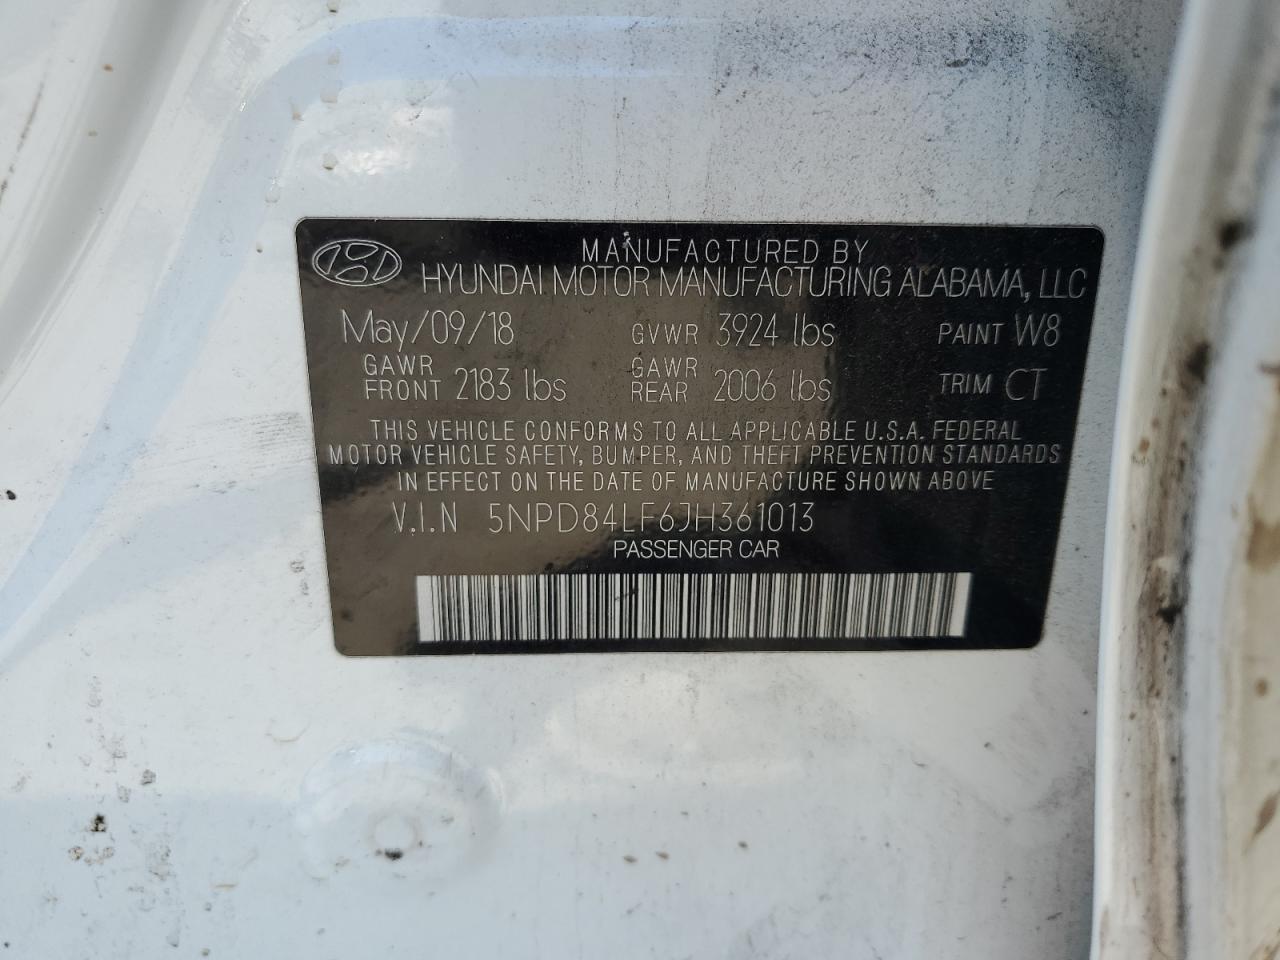 MANUFACTURED BY
HYUNDAI MOTOR MANUFACTURING ALABAMA, LLC
May/09/18 GVWR 3924 lbs PAINT W8
GAWR FRONT 2183 lbs GAWR REAR 2006 lbs TRIM CT
THIS VEHICLE CONFORMS TO ALL APPLICABLE U.S.A. FEDERAL
MOTOR VEHICLE SAFETY, BUMPER, AND THEFT PREVENTION STANDARDS
IN EFFECT ON THE DATE OF MANUFACTURE SHOWN ABOVE
V.I.N 5NPD84LF6JH361013
PASSENGER CAR